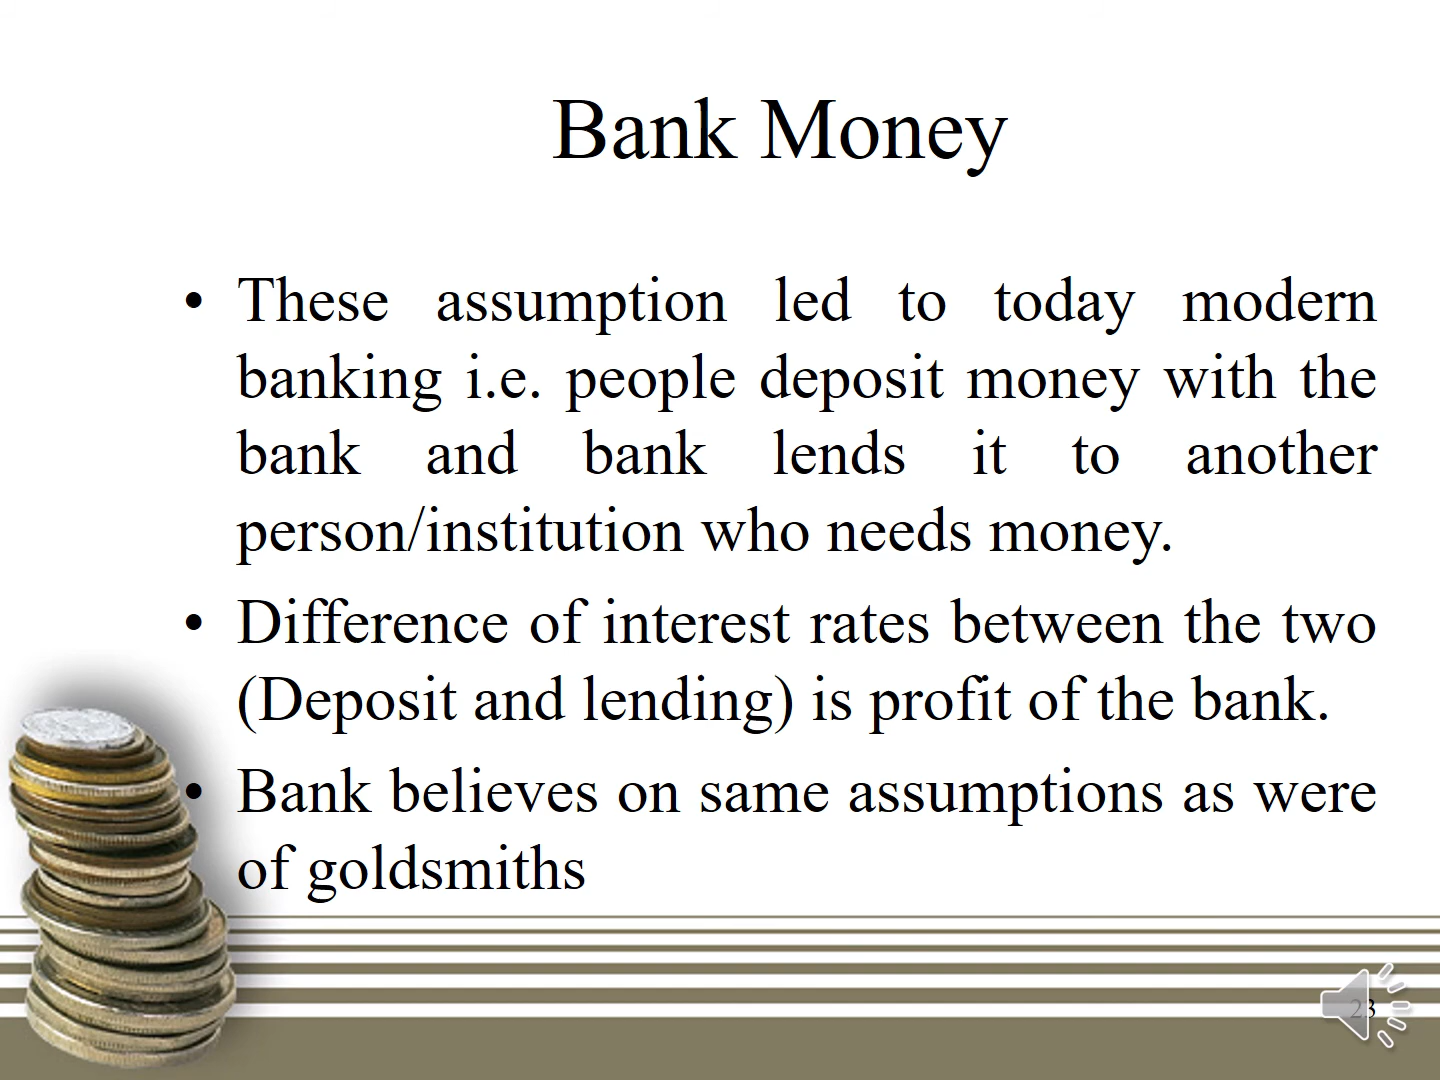 Bank Money
• These assumption led to today modern
banking i.e. people deposit money with the
bank and bank lends it to another
person/institution who needs money.
• Difference of interest rates between the two
(Deposit and lending) is profit of the bank.
• Bank believes on same assumptions as were
of goldsmiths
23